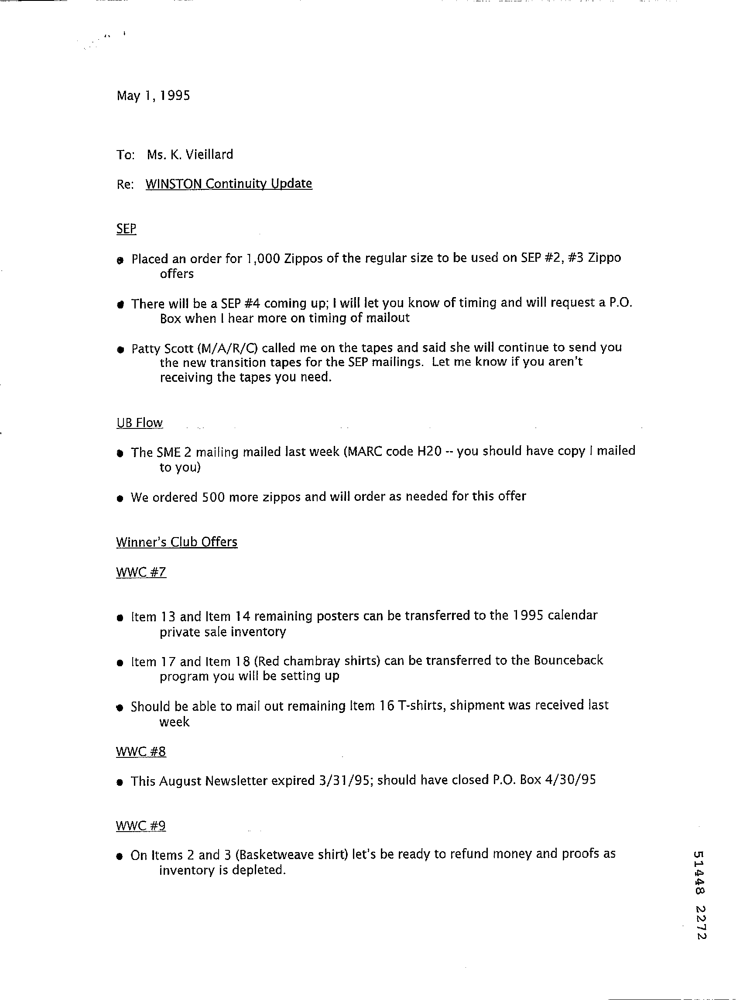 May 1, 1995
To: Ms. K. Vieillard
Re: WINSTON Continuity Update
SEP
• Placed an order for 1,000 Zippos of the regular size to be used on SEP #2, #3 Zippo
offers
• There will be a SEP #4 coming up; I will let you know of timing and will request a P.O.
Box when I hear more on timing of mailout
• Patty Scott (M/A/R/C) called me on the tapes and said she will continue to send you
the new transition tapes for the SEP mailings. Let me know if you aren't
receiving the tapes you need.
UB Flow
• The SME 2 mailing mailed last week (MARC code H20 -- you should have copy I mailed
to you)
• We ordered 500 more zippos and will order as needed for this offer
Winner's Club Offers
WWC #7
• Item 13 and Item 14 remaining posters can be transferred to the 1995 calendar
private sale inventory
• Item 17 and Item 18 (Red chambray shirts) can be transferred to the Bounceback
program you will be setting up
• Should be able to mail out remaining Item 16 T-shirts, shipment was received last
week
WWC #8
• This August Newsletter expired 3/31/95; should have closed P.O. Box 4/30/95
WWC #9
• On Items 2 and 3 (Basketweave shirt) let's be ready to refund money and proofs as
inventory is depleted.
51448 2272